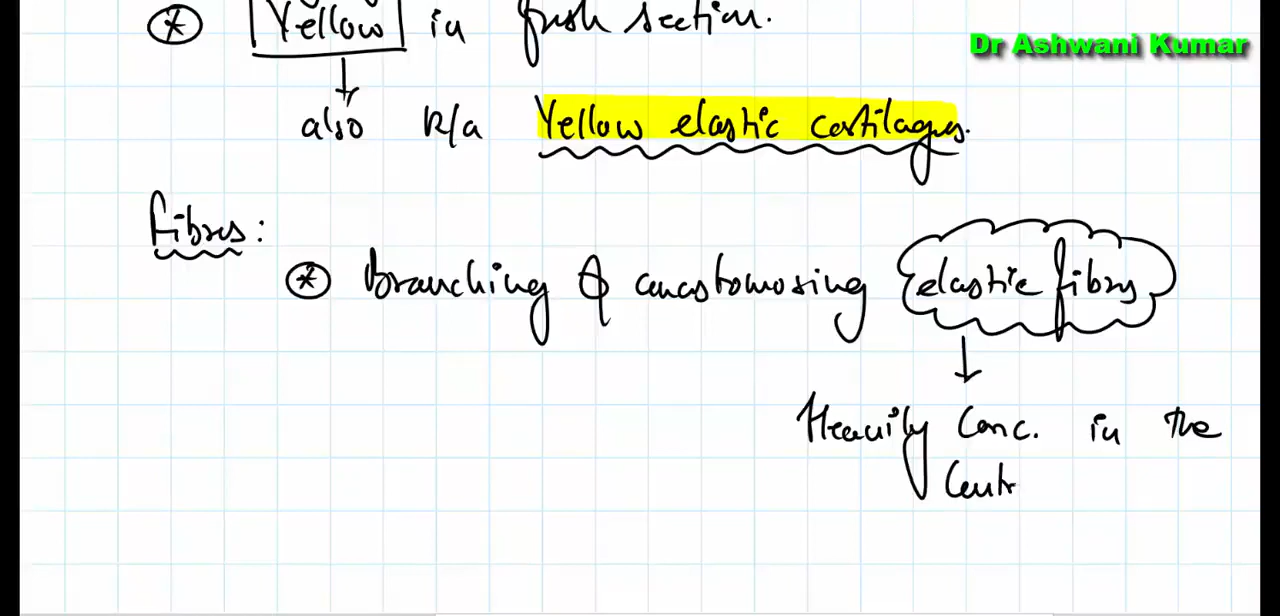 * Yellow in fresh section.
Dr Ashwani Kumar
also k/a Yellow elastic cartilages.
fibres:
* branching & anastomosing elastic fibres
Heavily Conc. in the
Centr